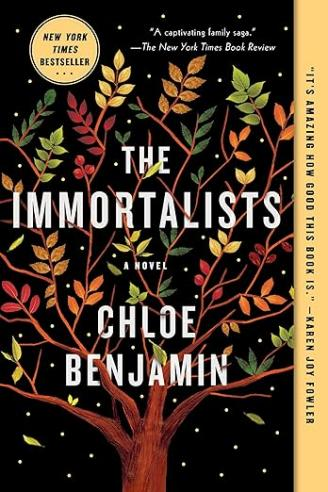 NEW YORK
TIMES
BESTSELLER
"A captivating family saga."
—The New York Times Book Review
THE
IMMORTALISTS
A NOVEL
CHLOE
BENJAMIN
"IT'S AMAZING HOW GOOD THIS BOOK IS." —KAREN JOY FOWLER